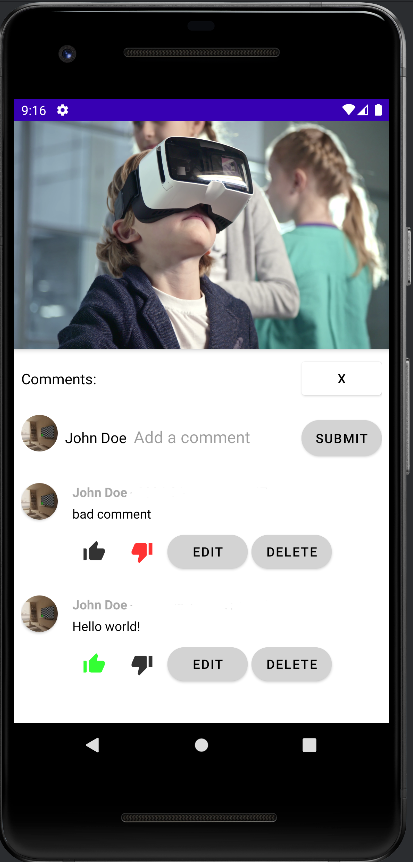 9:16
Comments:
X
John Doe Add a comment
SUBMIT
John Doe
bad comment
EDIT
DELETE
John Doe
Hello world!
EDIT
DELETE